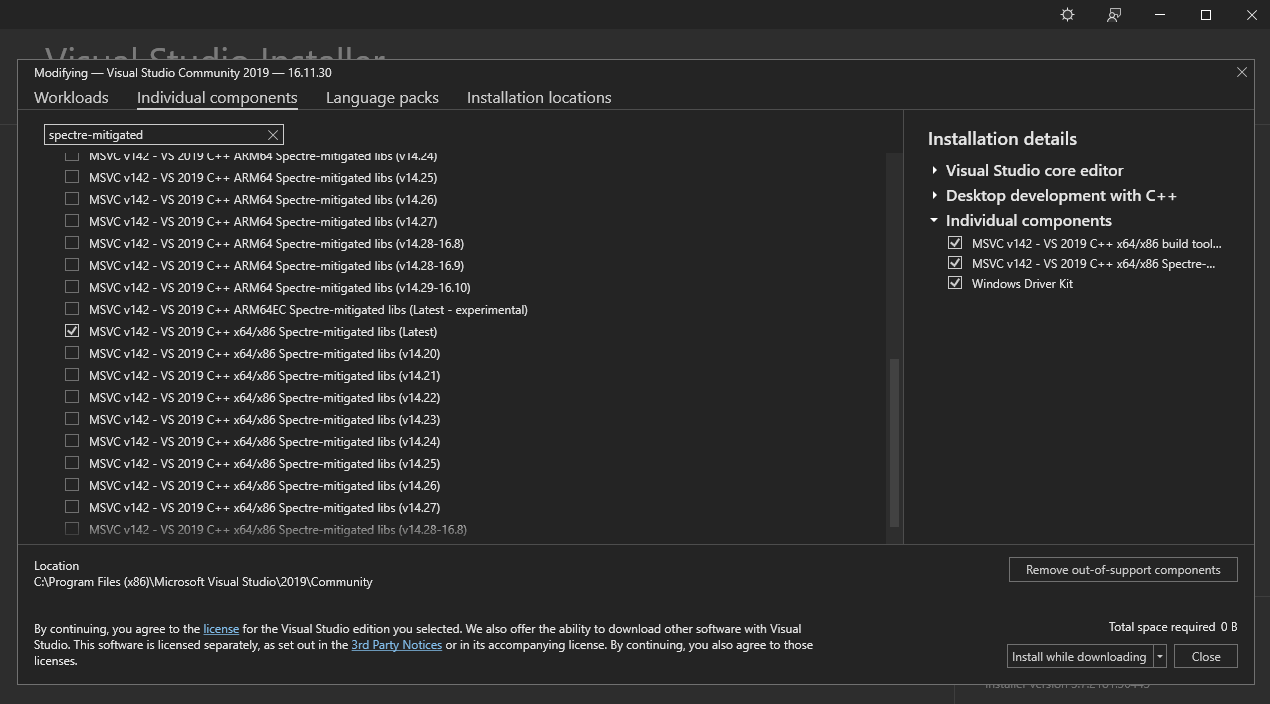 Visual Studio Installer
Modifying — Visual Studio Community 2019 — 16.11.30
Workloads Individual components Language packs Installation locations
spectre-mitigated
MSVC v142 - VS 2019 C++ ARM64 Spectre-mitigated libs (v14.24)
MSVC v142 - VS 2019 C++ ARM64 Spectre-mitigated libs (v14.25)
MSVC v142 - VS 2019 C++ ARM64 Spectre-mitigated libs (v14.26)
MSVC v142 - VS 2019 C++ ARM64 Spectre-mitigated libs (v14.27)
MSVC v142 - VS 2019 C++ ARM64 Spectre-mitigated libs (v14.28-16.8)
MSVC v142 - VS 2019 C++ ARM64 Spectre-mitigated libs (v14.28-16.9)
MSVC v142 - VS 2019 C++ ARM64 Spectre-mitigated libs (v14.29-16.10)
MSVC v142 - VS 2019 C++ ARM64EC Spectre-mitigated libs (Latest - experimental)
MSVC v142 - VS 2019 C++ x64/x86 Spectre-mitigated libs (Latest)
MSVC v142 - VS 2019 C++ x64/x86 Spectre-mitigated libs (v14.20)
MSVC v142 - VS 2019 C++ x64/x86 Spectre-mitigated libs (v14.21)
MSVC v142 - VS 2019 C++ x64/x86 Spectre-mitigated libs (v14.22)
MSVC v142 - VS 2019 C++ x64/x86 Spectre-mitigated libs (v14.23)
MSVC v142 - VS 2019 C++ x64/x86 Spectre-mitigated libs (v14.24)
MSVC v142 - VS 2019 C++ x64/x86 Spectre-mitigated libs (v14.25)
MSVC v142 - VS 2019 C++ x64/x86 Spectre-mitigated libs (v14.26)
MSVC v142 - VS 2019 C++ x64/x86 Spectre-mitigated libs (v14.27)
MSVC v142 - VS 2019 C++ x64/x86 Spectre-mitigated libs (v14.28-16.8)
Installation details
Visual Studio core editor
Desktop development with C++
Individual components
MSVC v142 - VS 2019 C++ x64/x86 build tool...
MSVC v142 - VS 2019 C++ x64/x86 Spectre-...
Windows Driver Kit
Location
C:\Program Files (x86)\Microsoft Visual Studio\2019\Community
Remove out-of-support components
By continuing, you agree to the license for the Visual Studio edition you selected. We also offer the ability to download other software with Visual
Studio. This software is licensed separately, as set out in the 3rd Party Notices or in its accompanying license. By continuing, you also agree to those
licenses.
Total space required 0 B
Install while downloading Close
Installer version